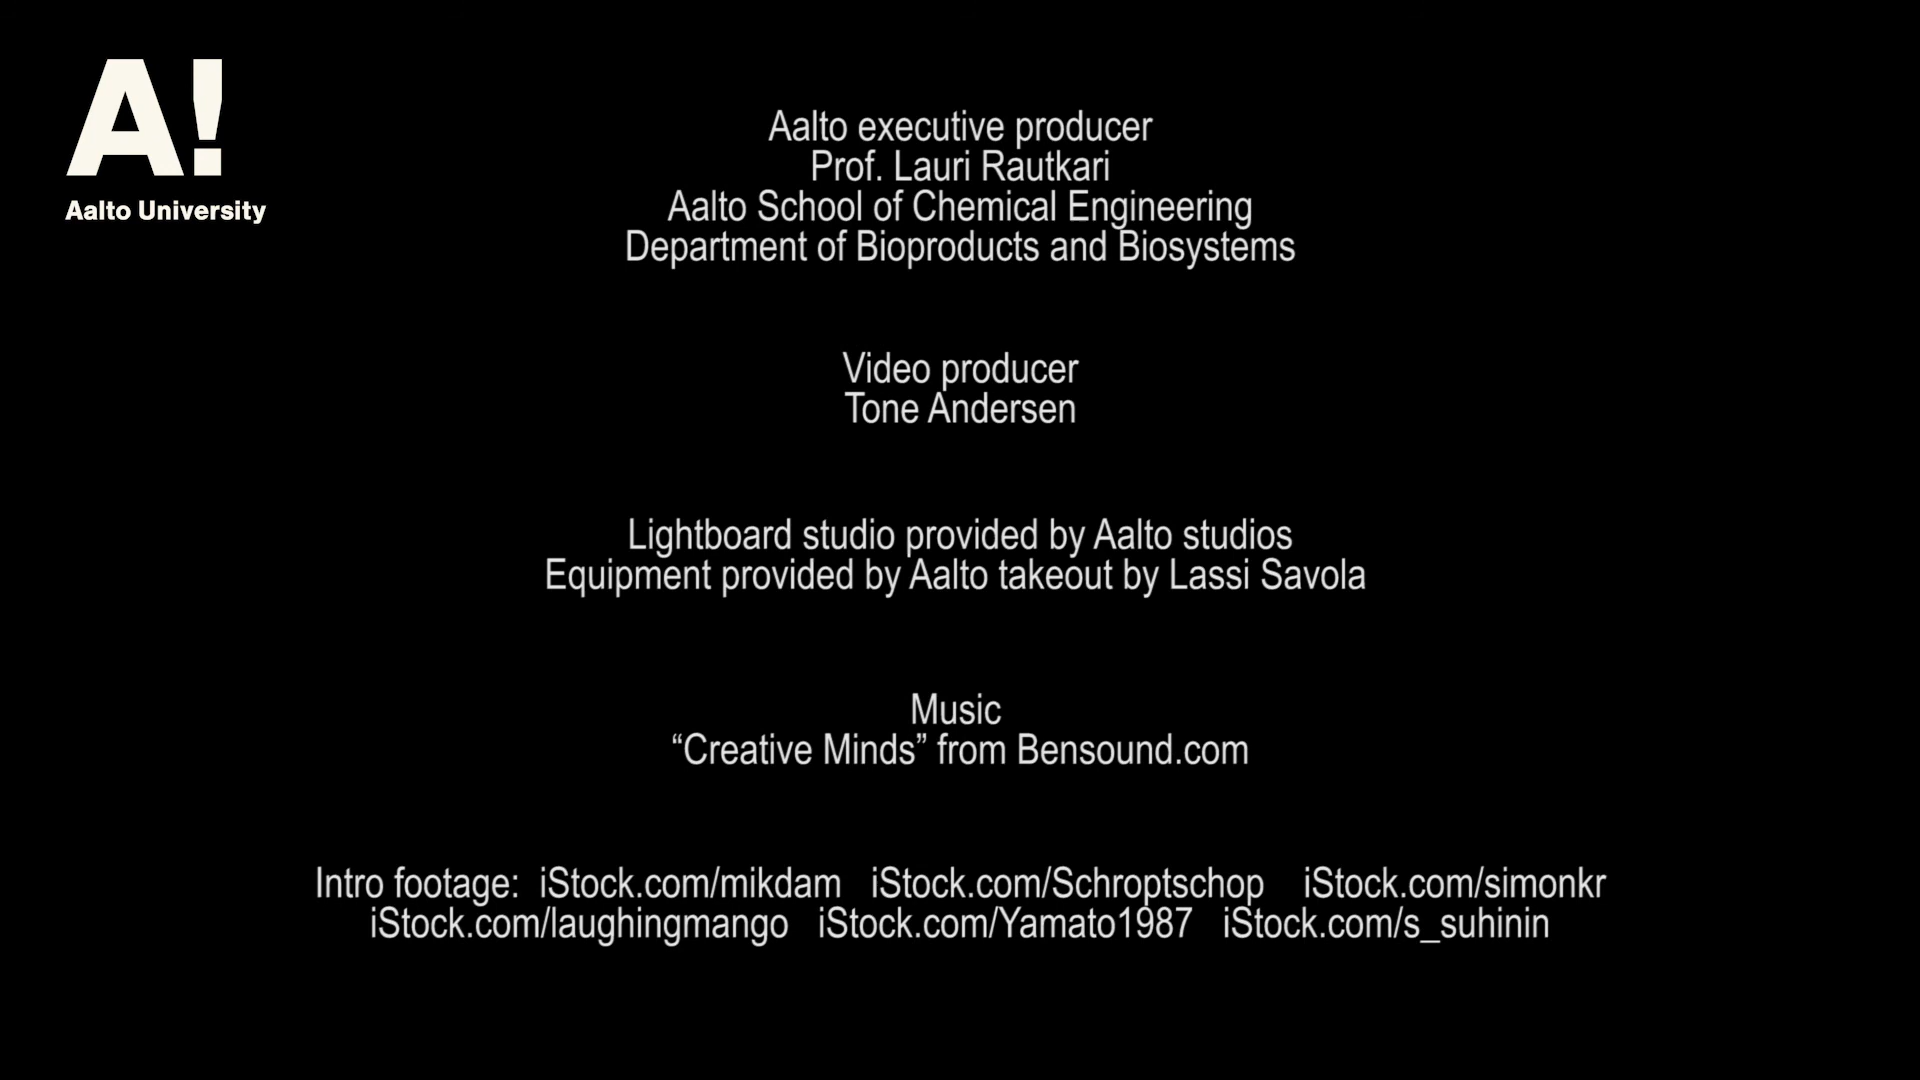 A!
Aalto University
Aalto executive producer
Prof. Lauri Rautkari
Aalto School of Chemical Engineering
Department of Bioproducts and Biosystems
Video producer
Tone Andersen
Lightboard studio provided by Aalto studios
Equipment provided by Aalto takeout by Lassi Savola
Music
“Creative Minds” from Bensound.com
Intro footage: iStock.com/mikdam iStock.com/Schroptschop iStock.com/simonkr
iStock.com/laughingmango iStock.com/Yamato1987 iStock.com/s_suhinin